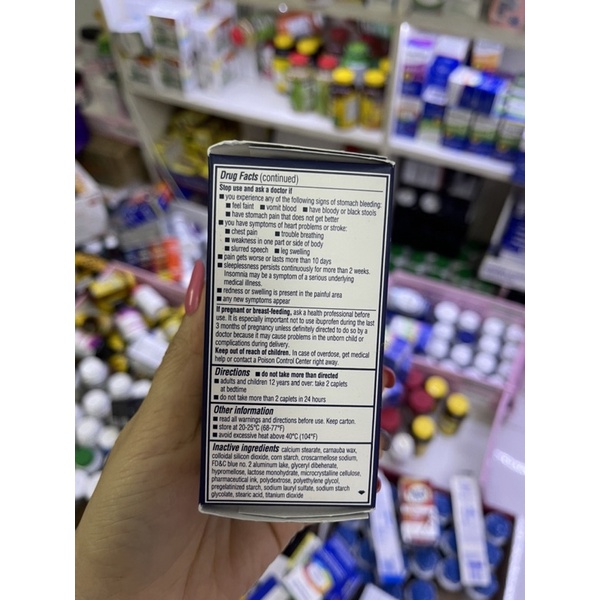 Drug Facts (continued)
Stop use and ask a doctor if
■ you experience any of the following signs of stomach bleeding:
■ feel faint ■ vomit blood ■ have bloody or black stools
■ have stomach pain that does not get better
■ you have symptoms of heart problems or stroke:
■ chest pain ■ trouble breathing
■ weakness in one part or side of body
■ slurred speech ■ leg swelling
■ pain gets worse or lasts more than 10 days
■ sleeplessness persists continuously for more than 2 weeks.
Insomnia may be a symptom of a serious underlying
medical illness.
■ redness or swelling is present in the painful area
■ any new symptoms appear
If pregnant or breast-feeding, ask a health professional before
use. It is especially important not to use ibuprofen during the last
3 months of pregnancy unless definitely directed to do so by a
doctor because it may cause problems in the unborn child or
complications during delivery.
Keep out of reach of children. In case of overdose, get medical
help or contact a Poison Control Center right away.
Directions ■ do not take more than directed
■ adults and children 12 years and over: take 2 caplets
at bedtime
■ do not take more than 2 caplets in 24 hours
Other information
■ read all warnings and directions before use. Keep carton.
■ store at 20-25°C (68-77°F)
■ avoid excessive heat above 40°C (104°F)
Inactive ingredients calcium stearate, carnauba wax,
colloidal silicon dioxide, corn starch, croscarmellose sodium,
FD&C blue no. 2 aluminum lake, glyceryl dibehenate,
hypromellose, lactose monohydrate, microcrystalline cellulose,
pharmaceutical ink, polydextrose, polyethylene glycol,
pregelatinized starch, sodium lauryl sulfate, sodium starch
glycolate, stearic acid, titanium dioxide